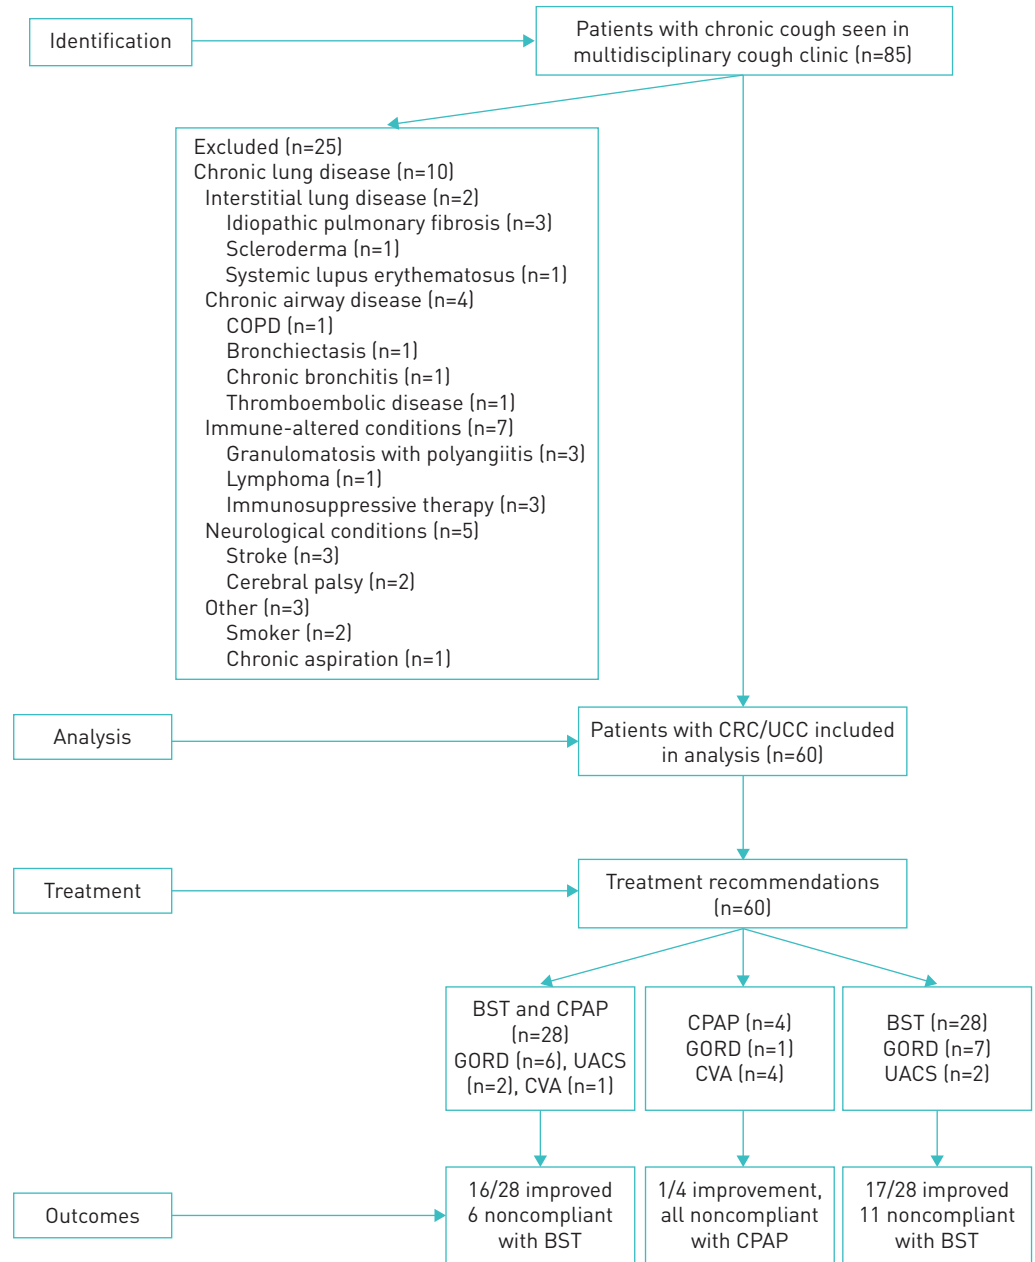 Identification
Patients with chronic cough seen in
multidisciplinary cough clinic (n=85)
Excluded (n=25)
Chronic lung disease (n=10)
Interstitial lung disease (n=2)
Idiopathic pulmonary fibrosis (n=3)
Scleroderma (n=1)
Systemic lupus erythematosus (n=1)
Chronic airway disease (n=4)
COPD (n=1)
Bronchiectasis (n=1)
Chronic bronchitis (n=1)
Thromboembolic disease (n=1)
Immune-altered conditions (n=7)
Granulomatosis with polyangiitis (n=3)
Lymphoma (n=1)
Immunosuppressive therapy (n=3)
Neurological conditions (n=5)
Stroke (n=3)
Cerebral palsy (n=2)
Other (n=3)
Smoker (n=2)
Chronic aspiration (n=1)
Analysis
Patients with CRC/UCC included
in analysis (n=60)
Treatment
Treatment recommendations
(n=60)
BST and CPAP
(n=28)
GORD (n=6), UACS
(n=2), CVA (n=1)
CPAP (n=4)
GORD (n=1)
CVA (n=4)
BST (n=28)
GORD (n=7)
UACS (n=2)
Outcomes
16/28 improved
6 noncompliant
with BST
1/4 improvement,
all noncompliant
with CPAP
17/28 improved
11 noncompliant
with BST